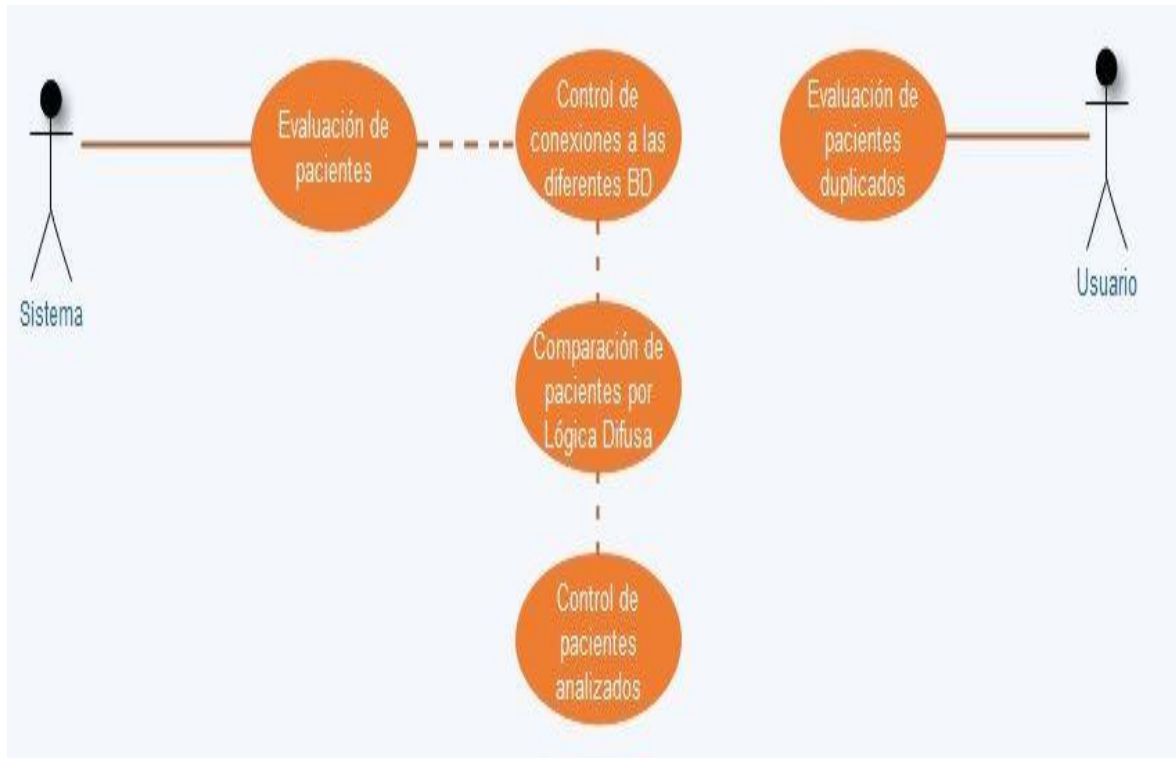 Evaluación de
pacientes
Control de
conexiones a las
diferentes BD
Evaluación de
pacientes
duplicados
Sistema
Usuario
Comparación de
pacientes por
Lógica Difusa
Control de
pacientes
analizados